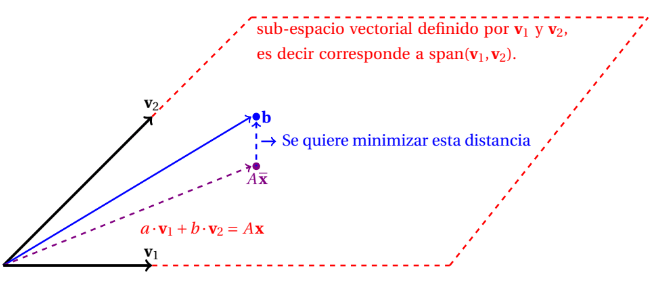 sub-espacio vectorial definido por v₁ y v₂,
es decir corresponde a span(v₁,v₂).
v₂
b
Se quiere minimizar esta distancia
Ax̄
a·v₁+b·v₂ = Ax
v₁